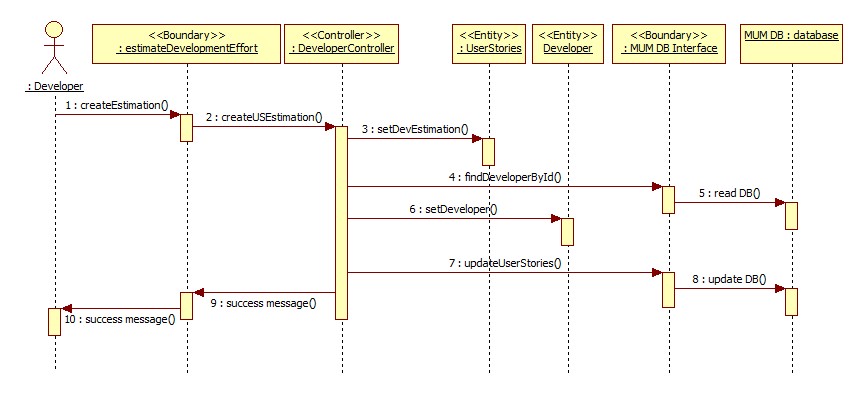 <<Boundary>>
: estimateDevelopmentEffort
<<Controller>>
: DeveloperController
<<Entity>>
: UserStories
<<Entity>>
Developer
<<Boundary>>
: MUM DB Interface
MUM DB : database
: Developer
1 : createEstimation()
2 : createUSEstimation()
3 : setDevEstimation()
4 : findDeveloperById()
5 : read DB()
6 : setDeveloper()
7 : updateUserStories()
8 : update DB()
9 : success message()
10 : success message()